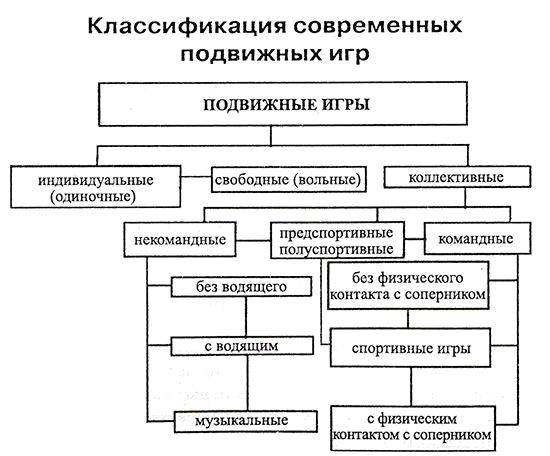 Классификация современных
подвижных игр
ПОДВИЖНЫЕ ИГРЫ
индивидуальные
(одиночные)
свободные (вольные)
коллективные
некомандные
предспортивные
полуспортивные
командные
без водящего
без физического
контакта с соперником
с водящим
спортивные игры
музыкальные
с физическим
контактом с соперником